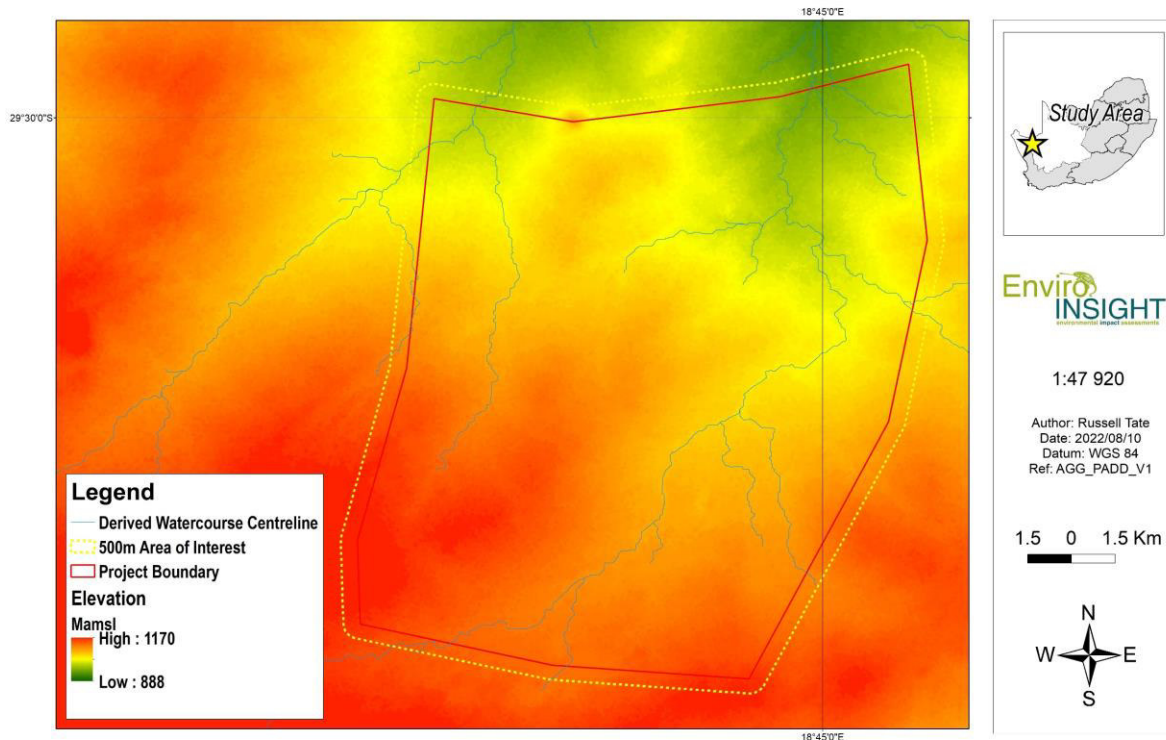 18°45'0"E
29°30'0"S
Legend
Derived Watercourse Centreline
500m Area of Interest
Project Boundary
Elevation
Mamsl
High : 1170
Low : 888
18°45'0"E
Study Area
Enviro
INSIGHT
environmental impact assessments
1:47 920
Author: Russell Tate
Date: 2022/08/10
Datum: WGS 84
Ref: AGG_PADD_V1
1.5 0 1.5 Km
N
W E
S